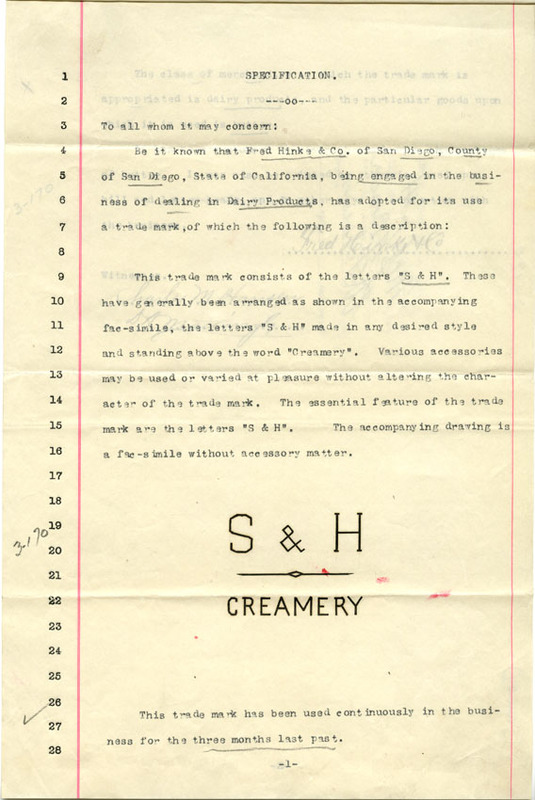 1 SPECIFICATION.
2 ---oo---
3 To all whom it may concern:
4 Be it known that Fred Hinke & Co. of San Diego, County
5 of San Diego, State of California, being engaged in the busi-
6 ness of dealing in Dairy Products, has adopted for its use
7 a trade mark, of which the following is a description:
8
9 This trade mark consists of the letters "S & H". These
10 have generally been arranged as shown in the accompanying
11 fac-simile, the letters "S & H" made in any desired style
12 and standing above the word "Creamery". Various accessories
13 may be used or varied at pleasure without altering the char-
14 acter of the trade mark. The essential feature of the trade
15 mark are the letters "S & H". The accompanying drawing is
16 a fac-simile without accessory matter.
17
18
19 S & H
3-170
20
21
22 CREAMERY
23
24
25
26 This trade mark has been used continuously in the busi-
27 ness for the three months last past.
28 -1-
3-170